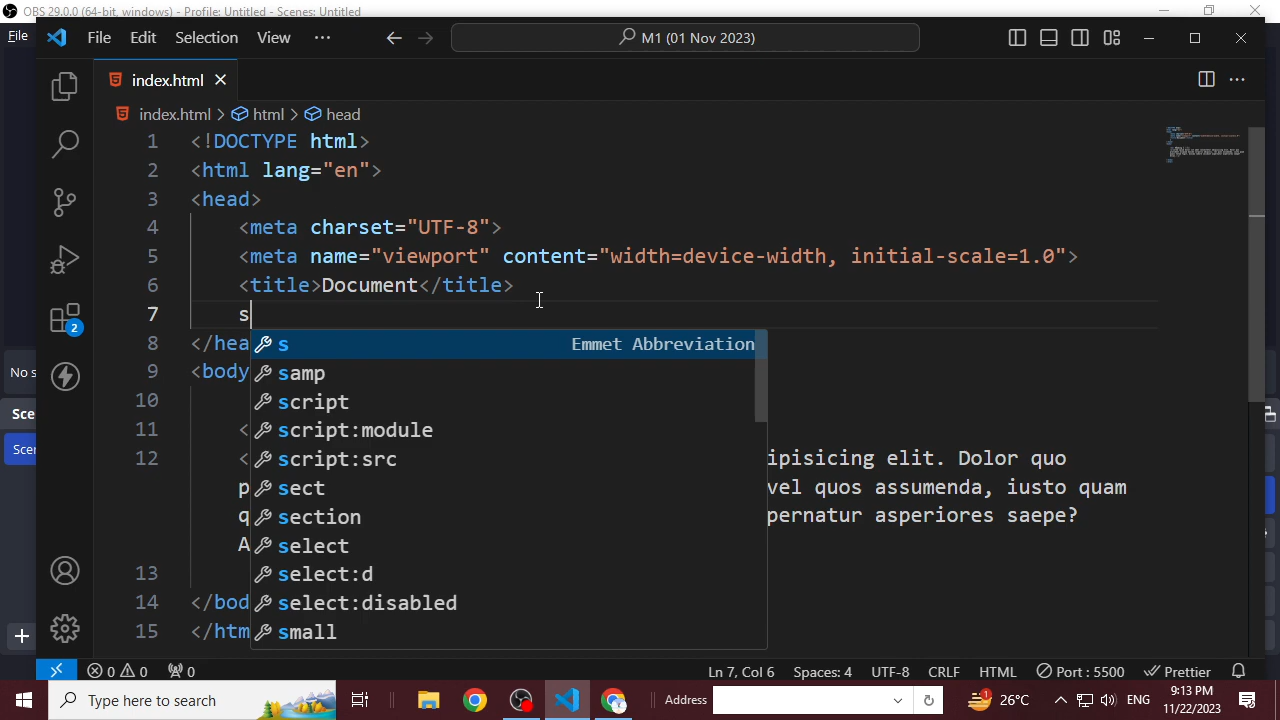 OBS 29.0.0 (64-bit, windows) - Profile: Untitled - Scenes: Untitled
File
File Edit Selection View ··· M1 (01 Nov 2023)
index.html
index.html > html > head
1 <!DOCTYPE html>
2 <html lang="en">
3 <head>
4 <meta charset="UTF-8">
5 <meta name="viewport" content="width=device-width, initial-scale=1.0">
6 <title>Document</title>
7 s
8 </hea
s Emmet Abbreviation
9 <body
samp
10
script
11 <
script:module
12 <
script:src
ipisicing elit. Dolor quo
p
sect
vel quos assumenda, iusto quam
q
section
pernatur asperiores saepe?
A
select
13
select:d
14 </bod
select:disabled
15 </htm
small
2
No s
Sce
Scer
0 0 0
Ln 7, Col 6 Spaces: 4 UTF-8 CRLF HTML Port : 5500 Prettier
Type here to search
Address
1
26°C
ENG
9:13 PM
11/22/2023